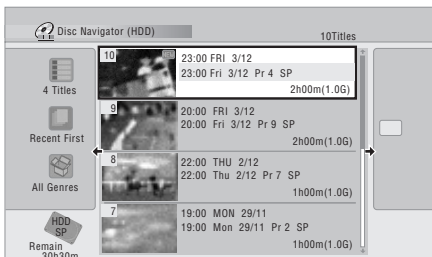 Disc Navigator (HDD)
10Titles
4 Titles
Recent First
All Genres
HDD
SP
Remain
30h30m
10
23:00 FRI 3/12
23:00 Fri 3/12 Pr 4 SP
2h00m(1.0G)
9
20:00 FRI 3/12
20:00 Fri 3/12 Pr 9 SP
2h00m(1.0G)
8
22:00 THU 2/12
22:00 Thu 2/12 Pr 7 SP
1h00m(1.0G)
7
19:00 MON 29/11
19:00 Mon 29/11 Pr 2 SP
1h00m(1.0G)